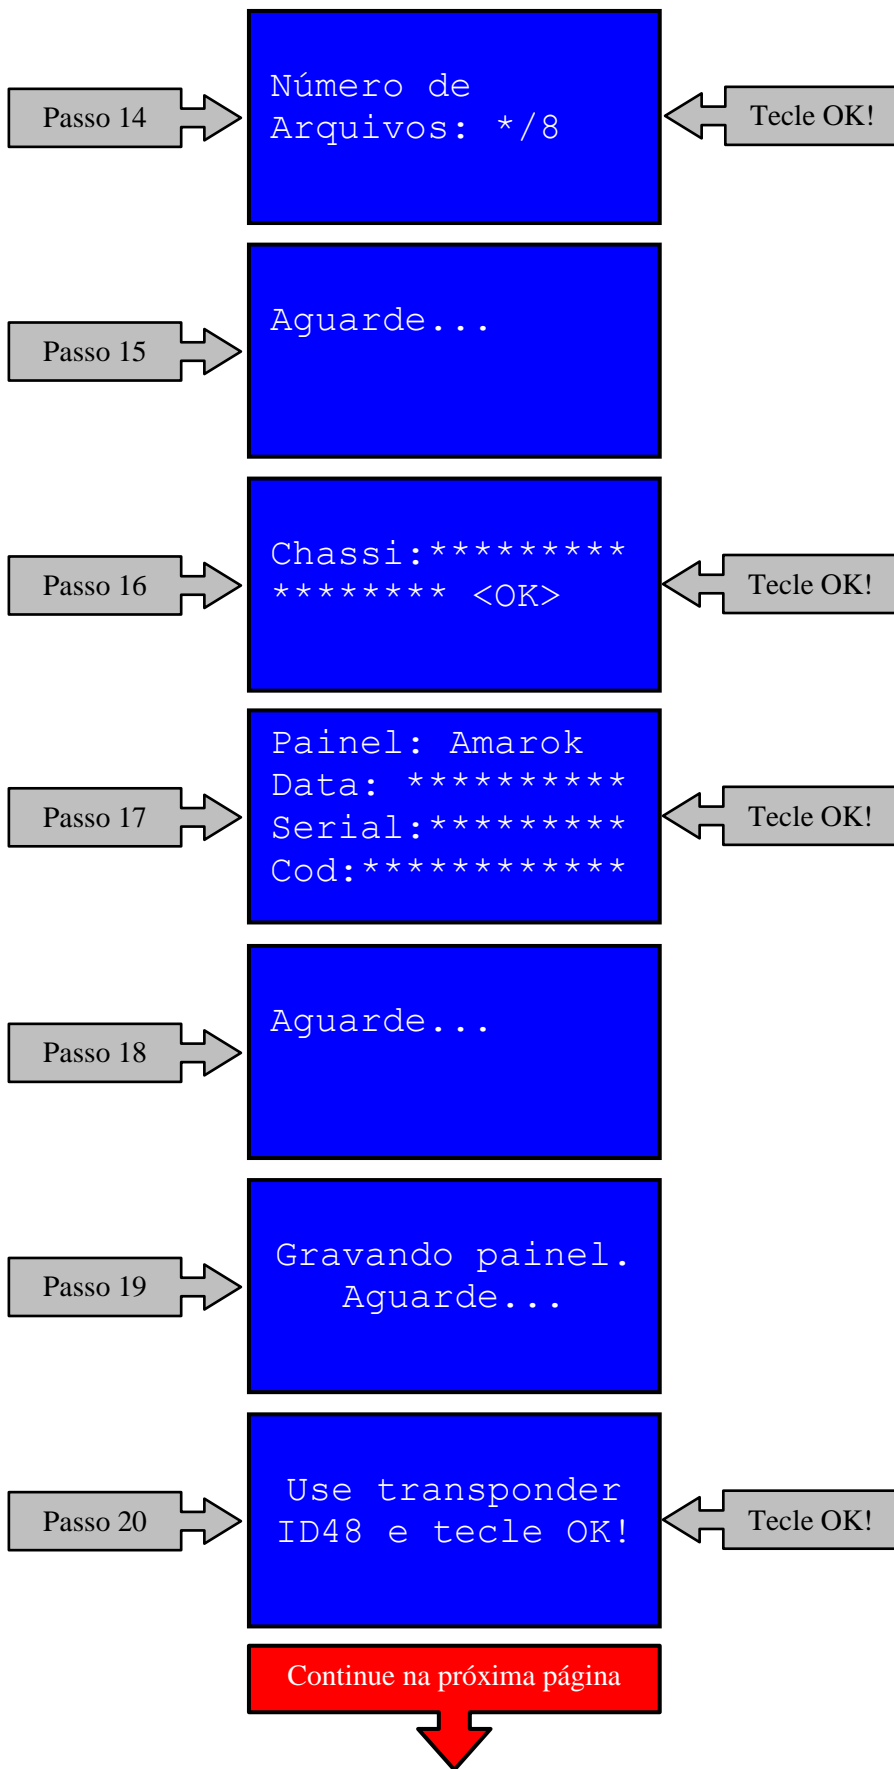 Passo 14
Número de
Arquivos: */8
Tecle OK!
Passo 15
Aguarde...
Passo 16
Chassi:*********
******** <OK>
Tecle OK!
Passo 17
Painel: Amarok
Data: **********
Serial:*********
Cod:************
Tecle OK!
Passo 18
Aguarde...
Passo 19
Gravando painel.
Aguarde...
Passo 20
Use transponder
ID48 e tecle OK!
Tecle OK!
Continue na próxima página